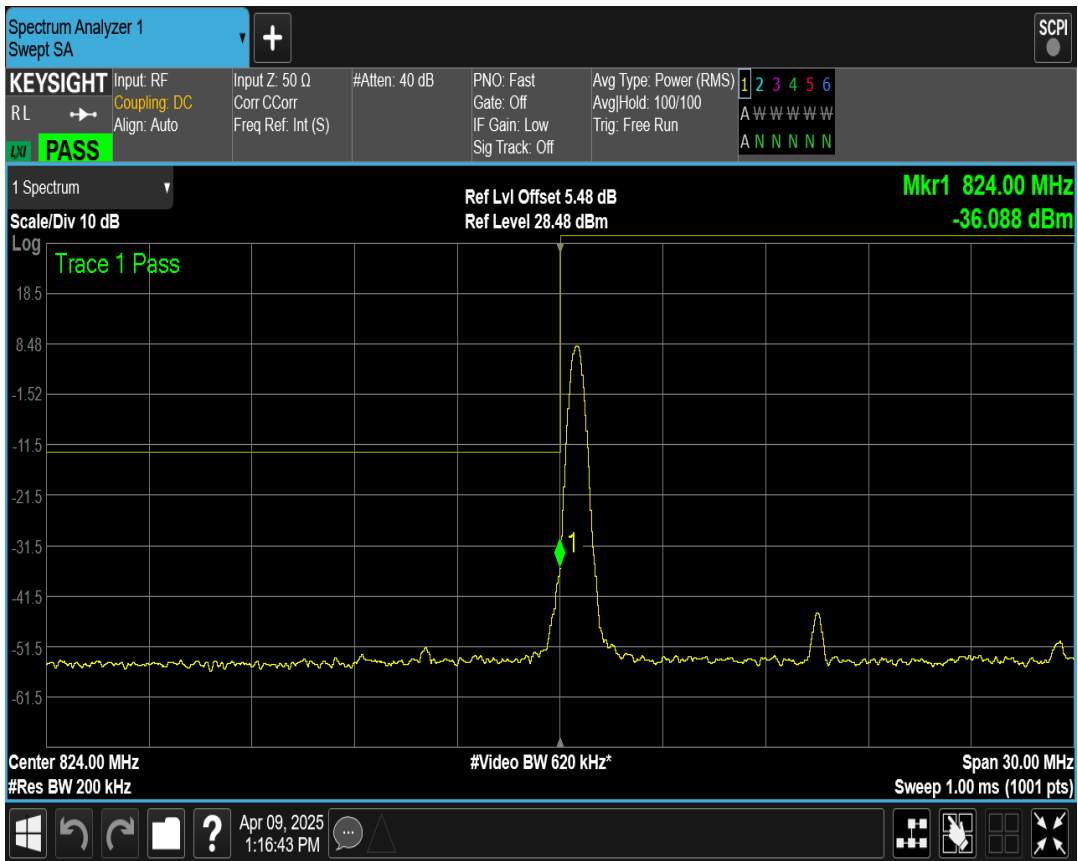 Spectrum Analyzer 1
Swept SA
+
SCPI
KEYSIGHT
RL
LXI PASS
Input: RF
Coupling: DC
Align: Auto
Input Z: 50 Ω
Corr CCorr
Freq Ref: Int (S)
#Atten: 40 dB
PNO: Fast
Gate: Off
IF Gain: Low
Sig Track: Off
Avg Type: Power (RMS)
Avg|Hold: 100/100
Trig: Free Run
1 2 3 4 5 6
A W W W W W
A N N N N N
1 Spectrum
Scale/Div 10 dB
Ref Lvl Offset 5.48 dB
Ref Level 28.48 dBm
Mkr1 824.00 MHz
-36.088 dBm
Log
Trace 1 Pass
18.5
8.48
-1.52
-11.5
-21.5
-31.5
1
-41.5
-51.5
-61.5
Center 824.00 MHz
#Res BW 200 kHz
#Video BW 620 kHz*
Span 30.00 MHz
Sweep 1.00 ms (1001 pts)
?
Apr 09, 2025
1:16:43 PM